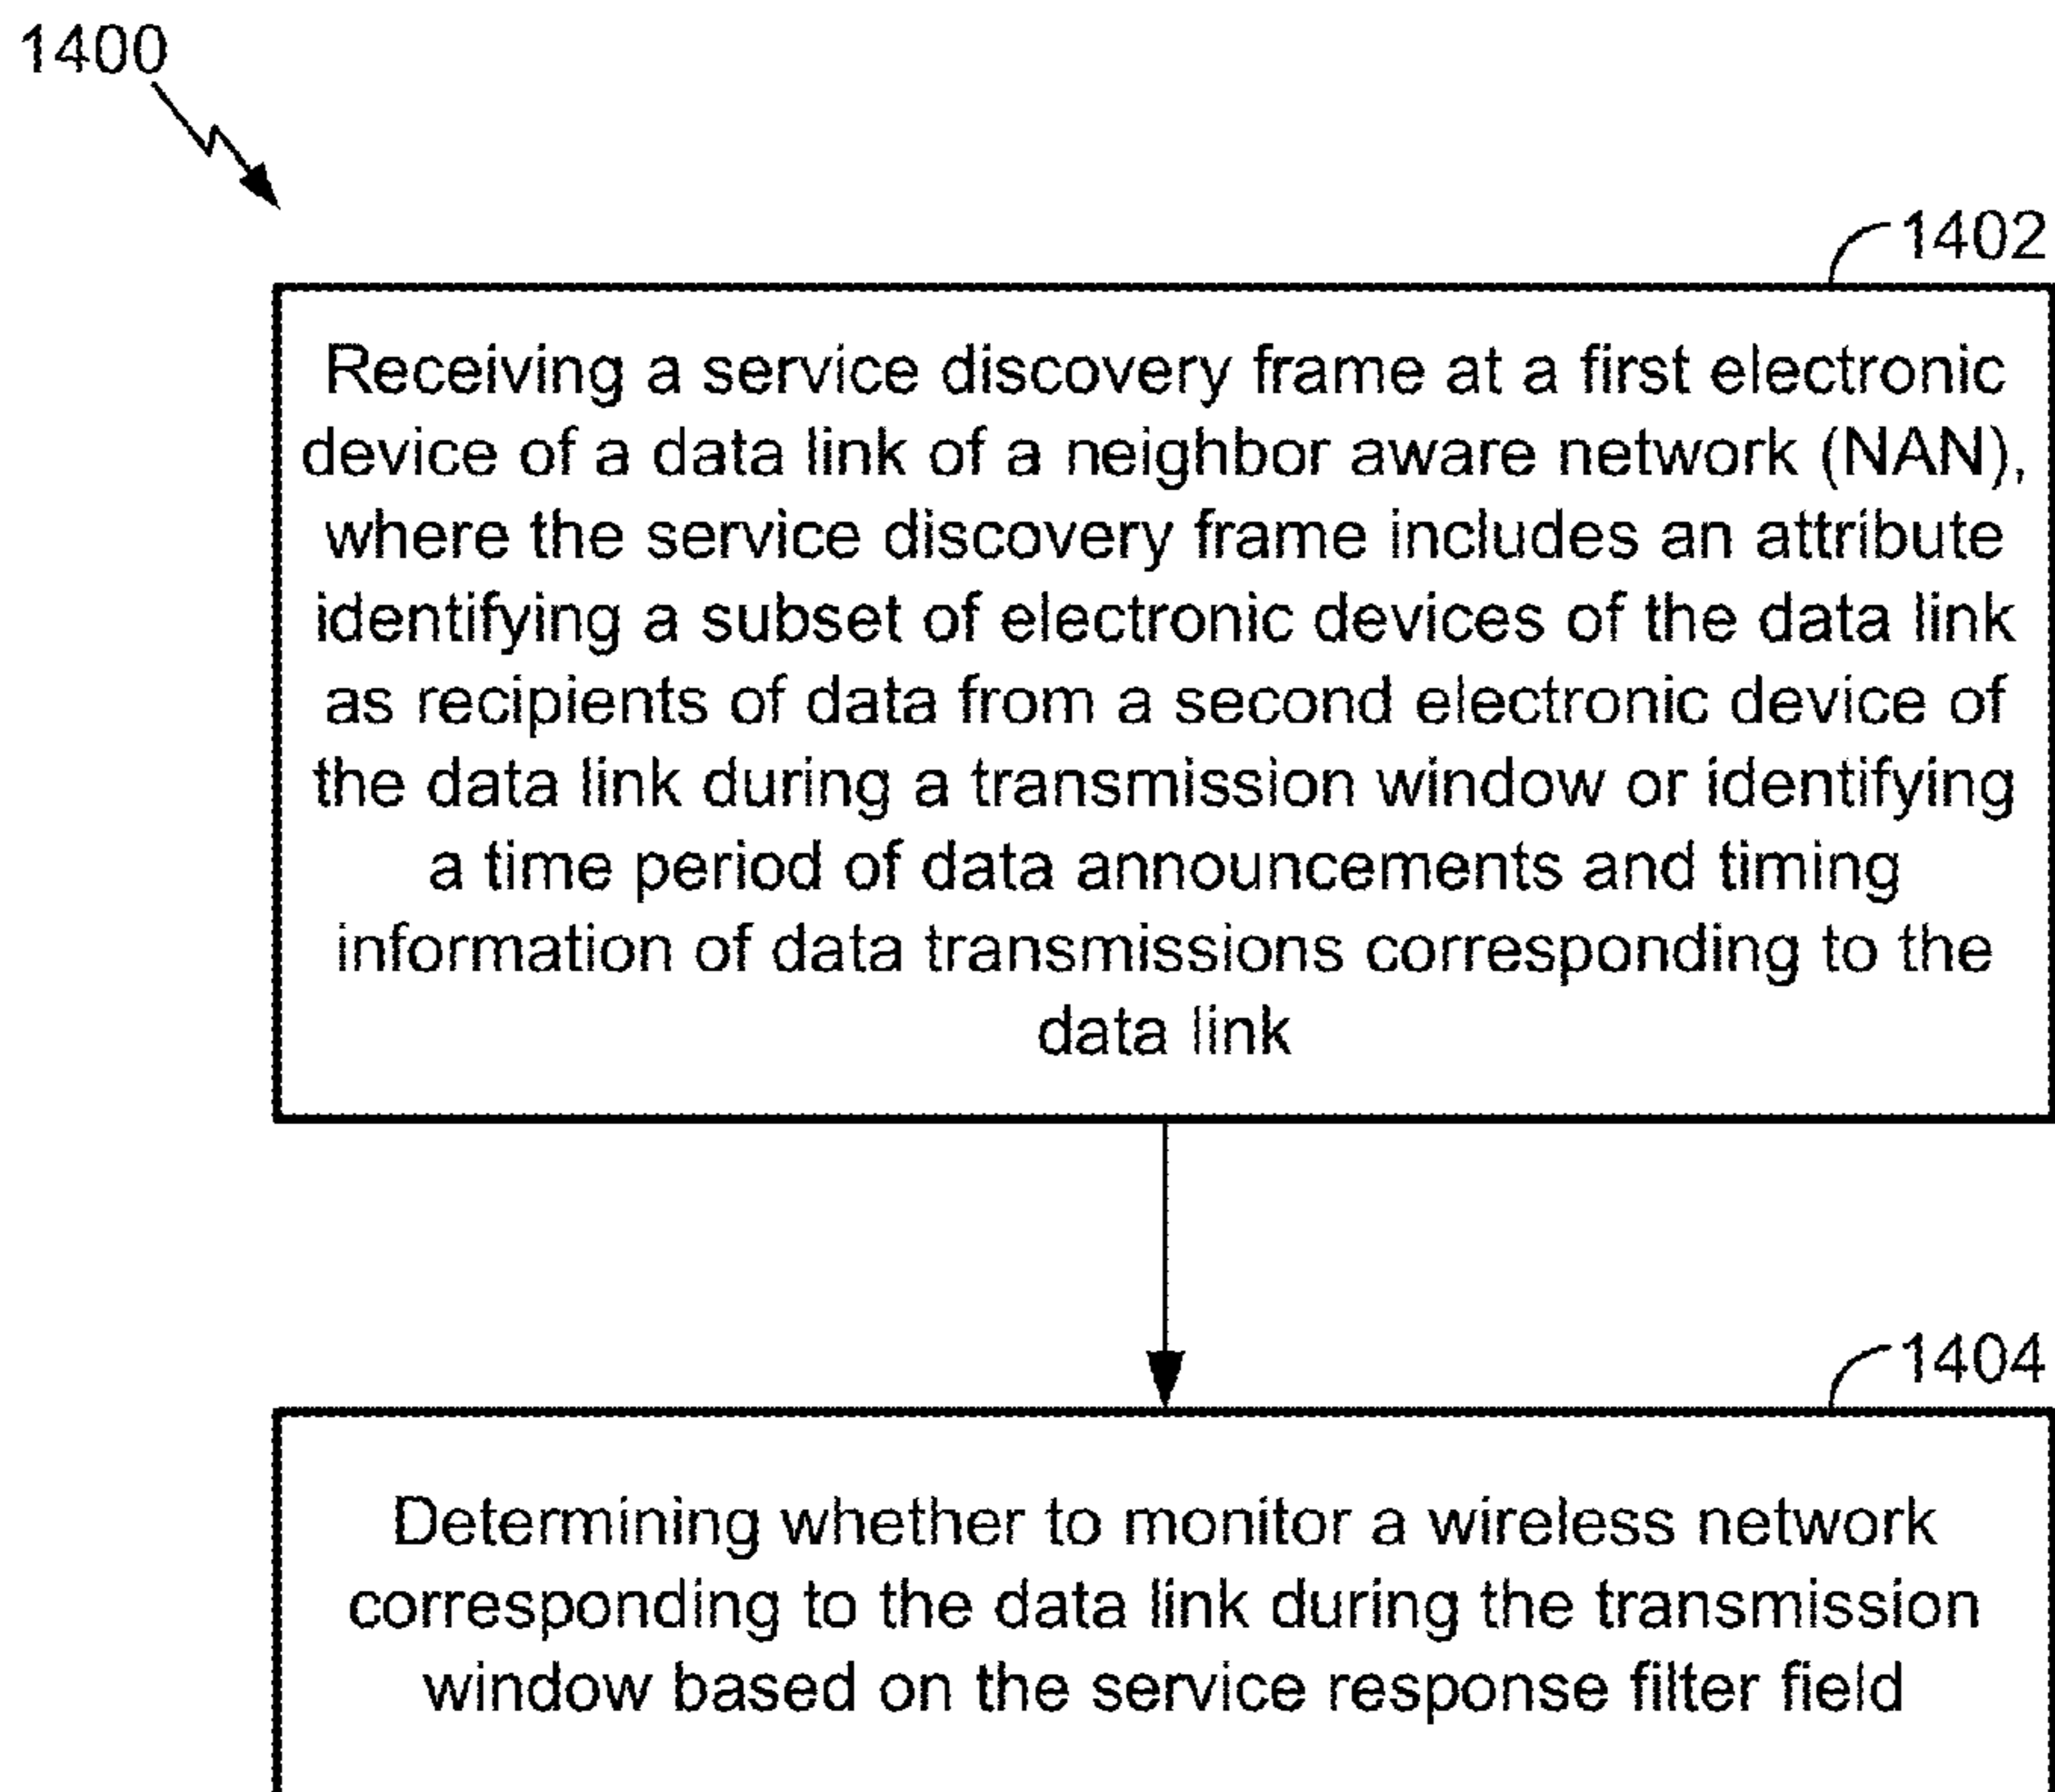 1400
1402
Receiving a service discovery frame at a first electronic
device of a data link of a neighbor aware network (NAN),
where the service discovery frame includes an attribute
identifying a subset of electronic devices of the data link
as recipients of data from a second electronic device of
the data link during a transmission window or identifying
a time period of data announcements and timing
information of data transmissions corresponding to the
data link
1404
Determining whether to monitor a wireless network
corresponding to the data link during the transmission
window based on the service response filter field